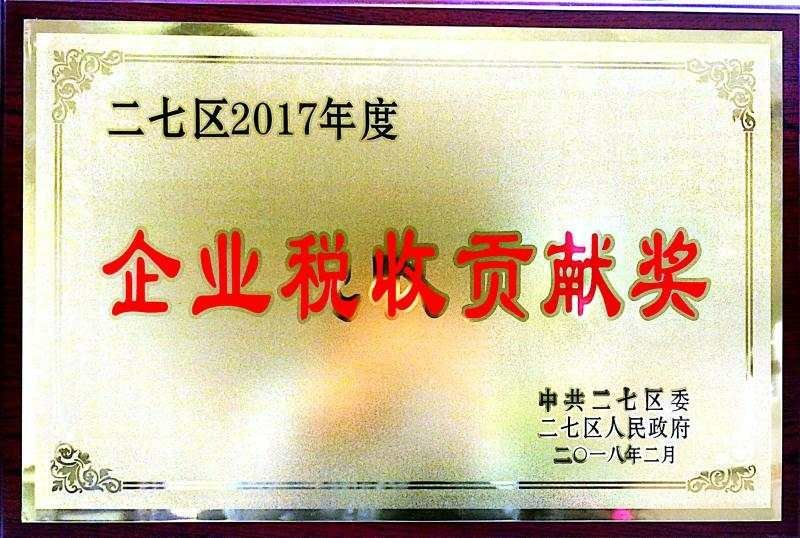 二七区2017年度
企业税收贡献奖
中共二七区委
二七区人民政府
二〇一八年二月